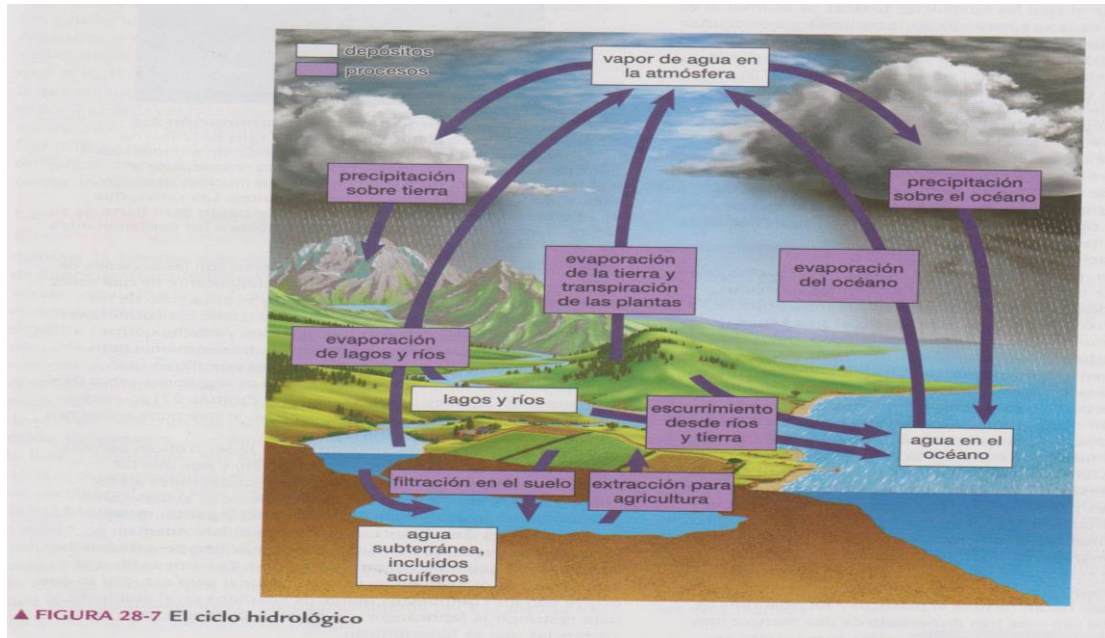 depósitos
procesos
vapor de agua en
la atmósfera
precipitación
sobre tierra
precipitación
sobre el océano
evaporación
de la tierra y
transpiración
de las plantas
evaporación
del océano
evaporación
de lagos y ríos
lagos y ríos
escurrimiento
desde ríos
y tierra
agua en el
océano
filtración en el suelo
extracción para
agricultura
agua
subterránea,
incluidos
acuíferos
▲ FIGURA 28-7 El ciclo hidrológico